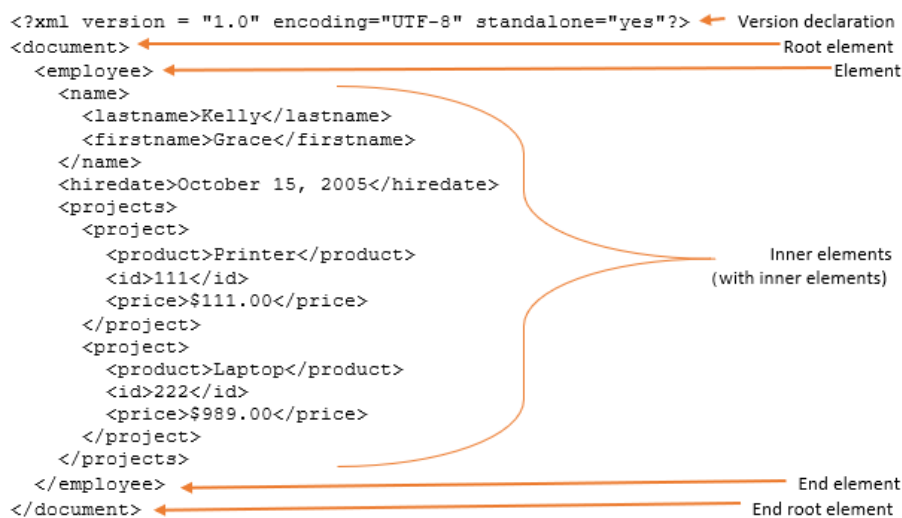 <?xml version = "1.0" encoding="UTF-8" standalone="yes"?> Version declaration
<document> Root element
<employee> Element
<name>
<lastname>Kelly</lastname>
<firstname>Grace</firstname>
</name>
<hiredate>October 15, 2005</hiredate>
<projects>
<project>
<product>Printer</product> Inner elements
<id>111</id> (with inner elements)
<price>$111.00</price>
</project>
<project>
<product>Laptop</product>
<id>222</id>
<price>$989.00</price>
</project>
</projects>
</employee> End element
</document> End root element